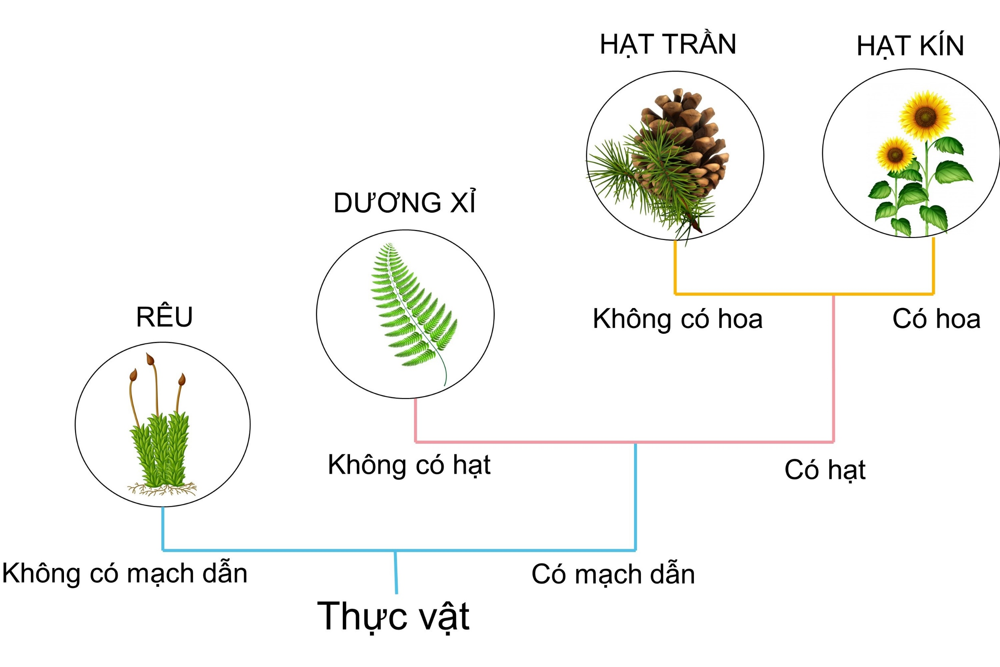 HẠT TRẦN
HẠT KÍN
DƯƠNG XỈ
RÊU
Không có hoa
Có hoa
Không có hạt
Có hạt
Không có mạch dẫn
Có mạch dẫn
Thực vật